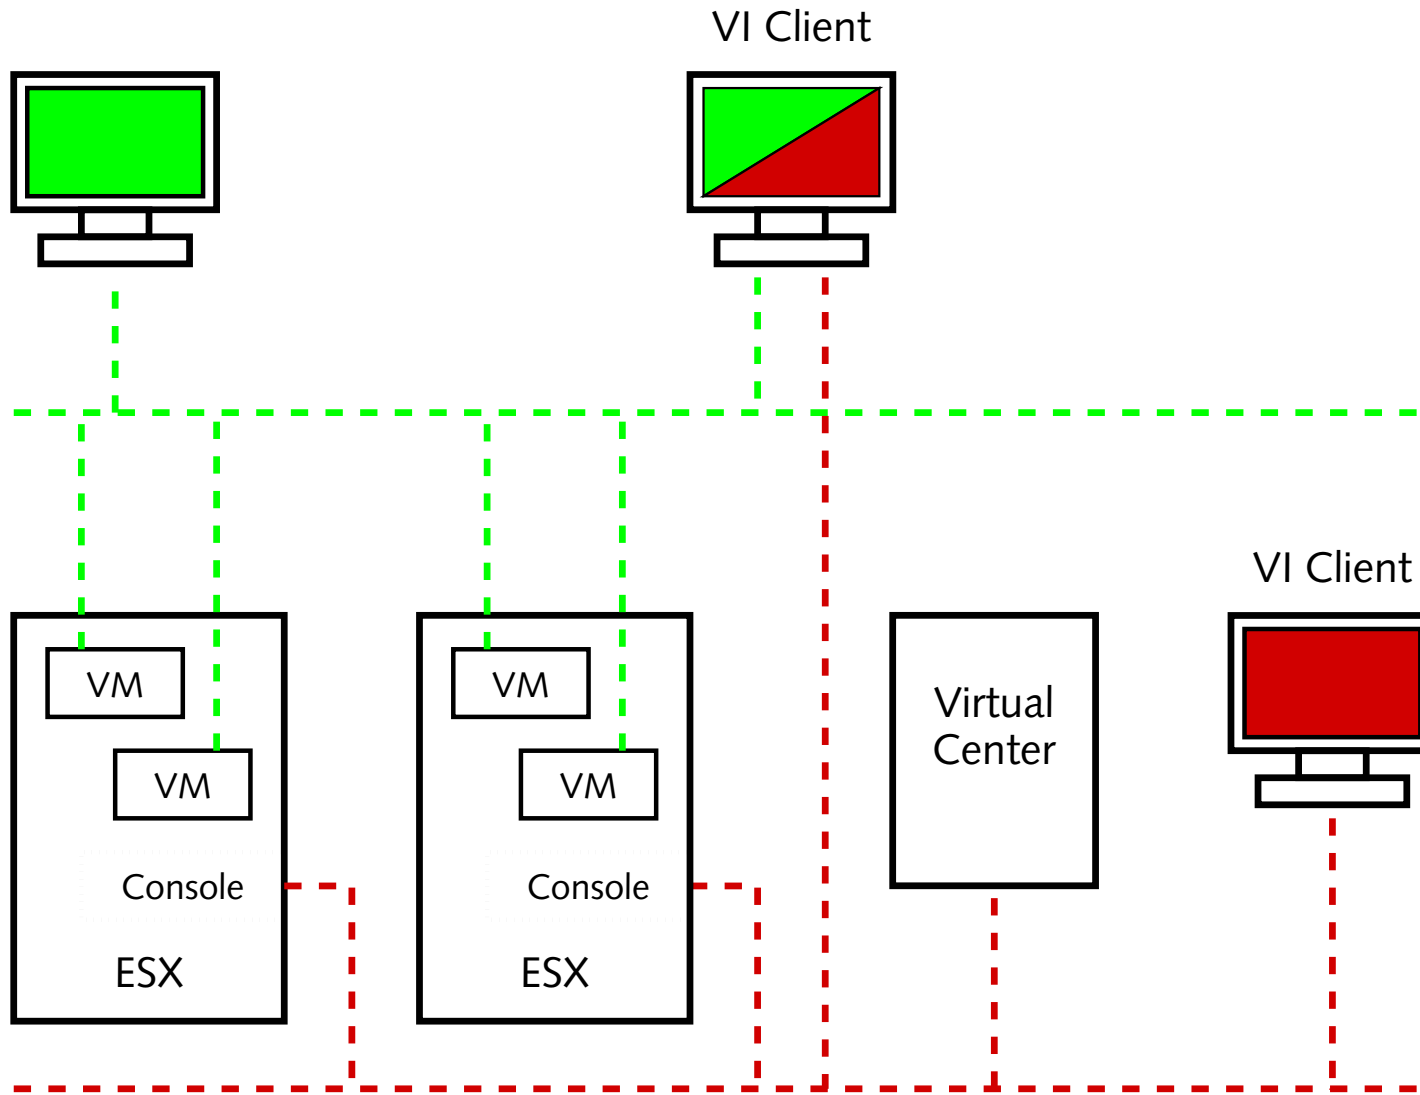 VI Client
VI Client
VM
VM
Virtual
Center
VM
VM
Console
Console
ESX
ESX